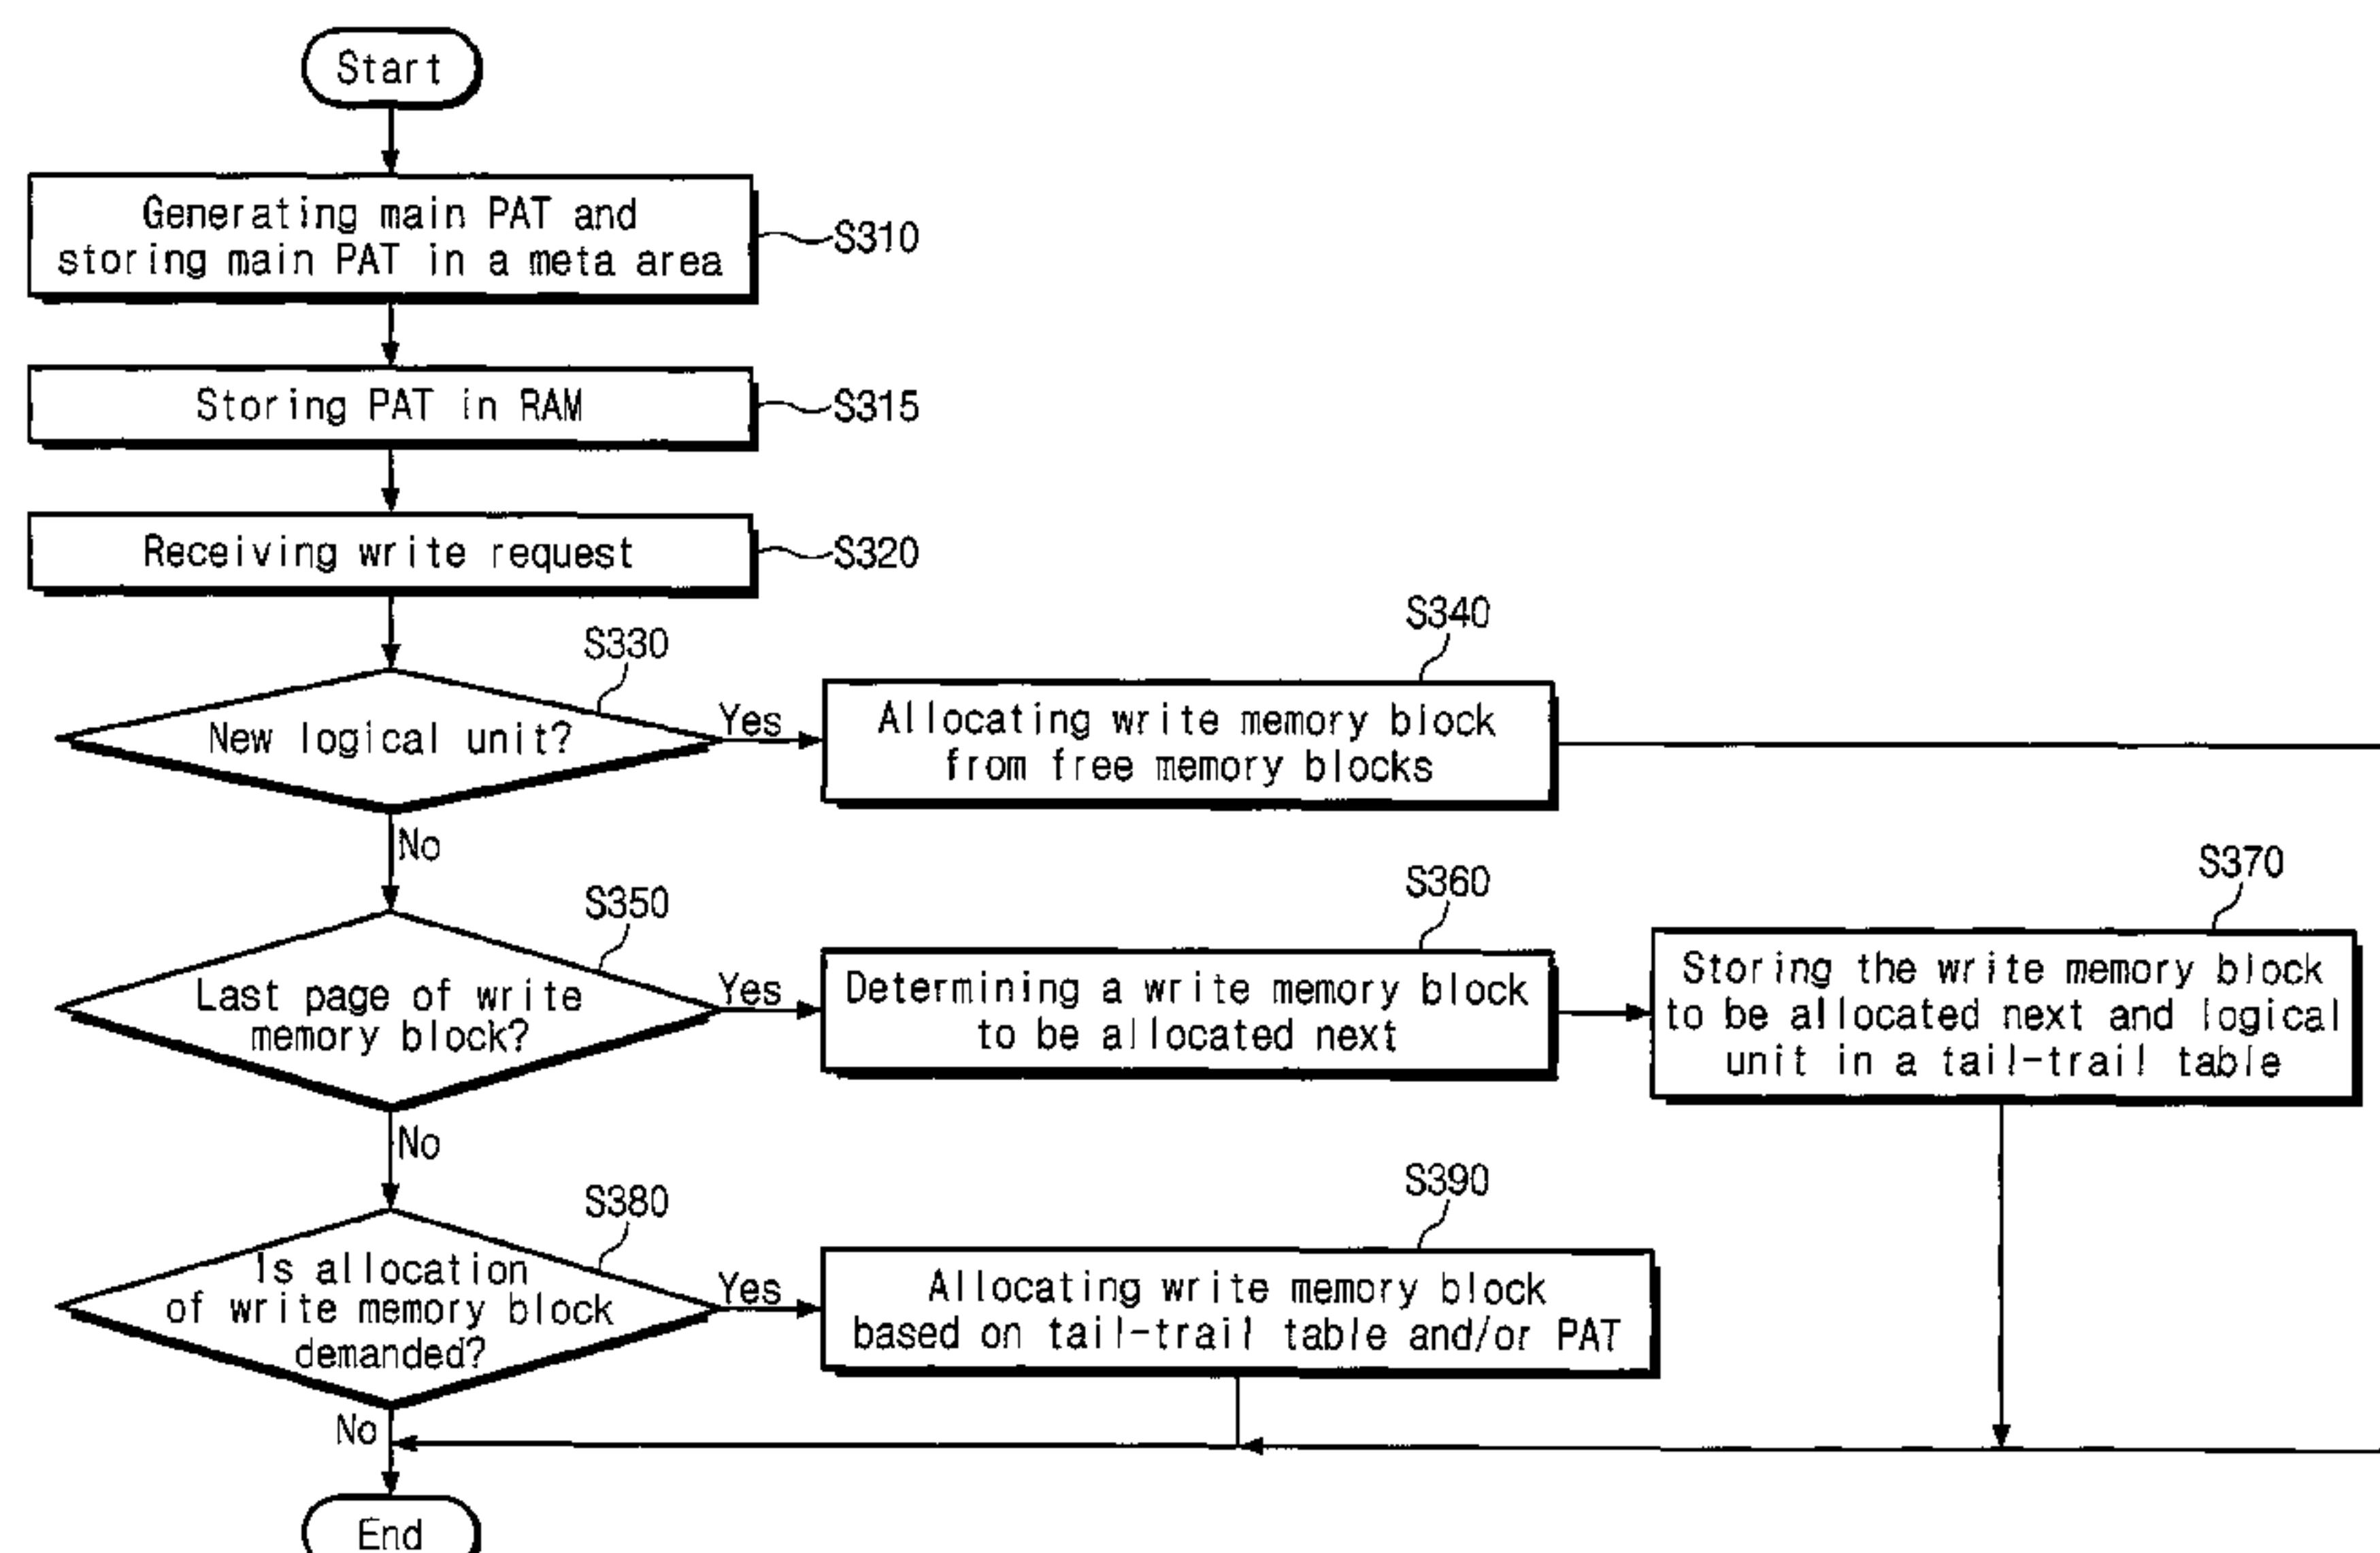 Start
Generating main PAT and
storing main PAT in a meta area
S310
Storing PAT in RAM
S315
Receiving write request
S320
S330
New logical unit?
Yes
No
S340
Allocating write memory block
from free memory blocks
S350
Last page of write
memory block?
Yes
No
S360
Determining a write memory block
to be allocated next
S370
Storing the write memory block
to be allocated next and logical
unit in a tail-trail table
S380
Is allocation
of write memory block
demanded?
Yes
No
S390
Allocating write memory block
based on tail-trail table and/or PAT
End